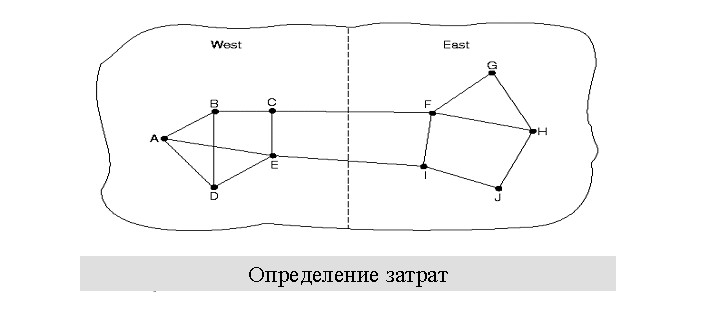 West East
G
B C F
A H
E I
D J
Определение затрат